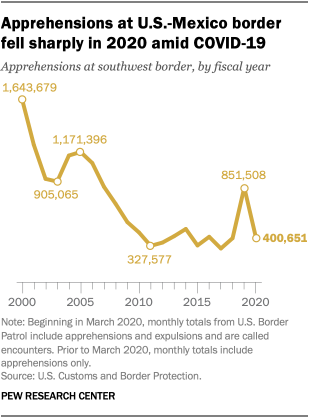 Apprehensions at U.S.-Mexico border
fell sharply in 2020 amid COVID-19
Apprehensions at southwest border, by fiscal year
1,643,679
1,171,396
905,065
851,508
400,651
327,577
2000 2005 2010 2015 2020
Note: Beginning in March 2020, monthly totals from U.S. Border
Patrol include apprehensions and expulsions and are called
encounters. Prior to March 2020, monthly totals include
apprehensions only.
Source: U.S. Customs and Border Protection.
PEW RESEARCH CENTER